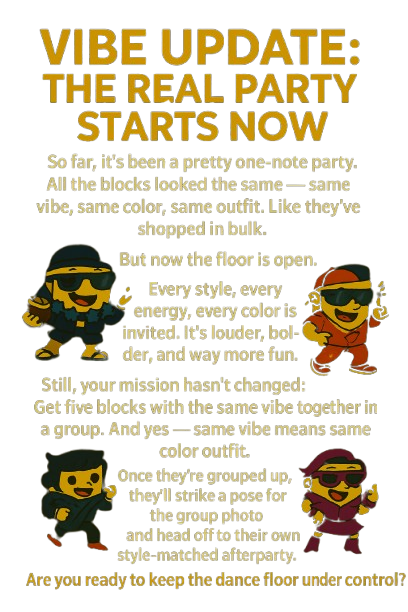 VIBE UPDATE:
THE REAL PARTY
STARTS NOW
So far, it's been a pretty one-note party.
All the blocks looked the same — same
vibe, same color, same outfit. Like they've
shopped in bulk.
But now the floor is open.
Every style, every
energy, every color is
invited. It's louder, bol-
der, and way more fun.
Still, your mission hasn't changed:
Get five blocks with the same vibe together in
a group. And yes — same vibe means same
color outfit.
Once they're grouped up,
they'll strike a pose for
the group photo
and head off to their own
style-matched afterparty.
Are you ready to keep the dance floor under control?